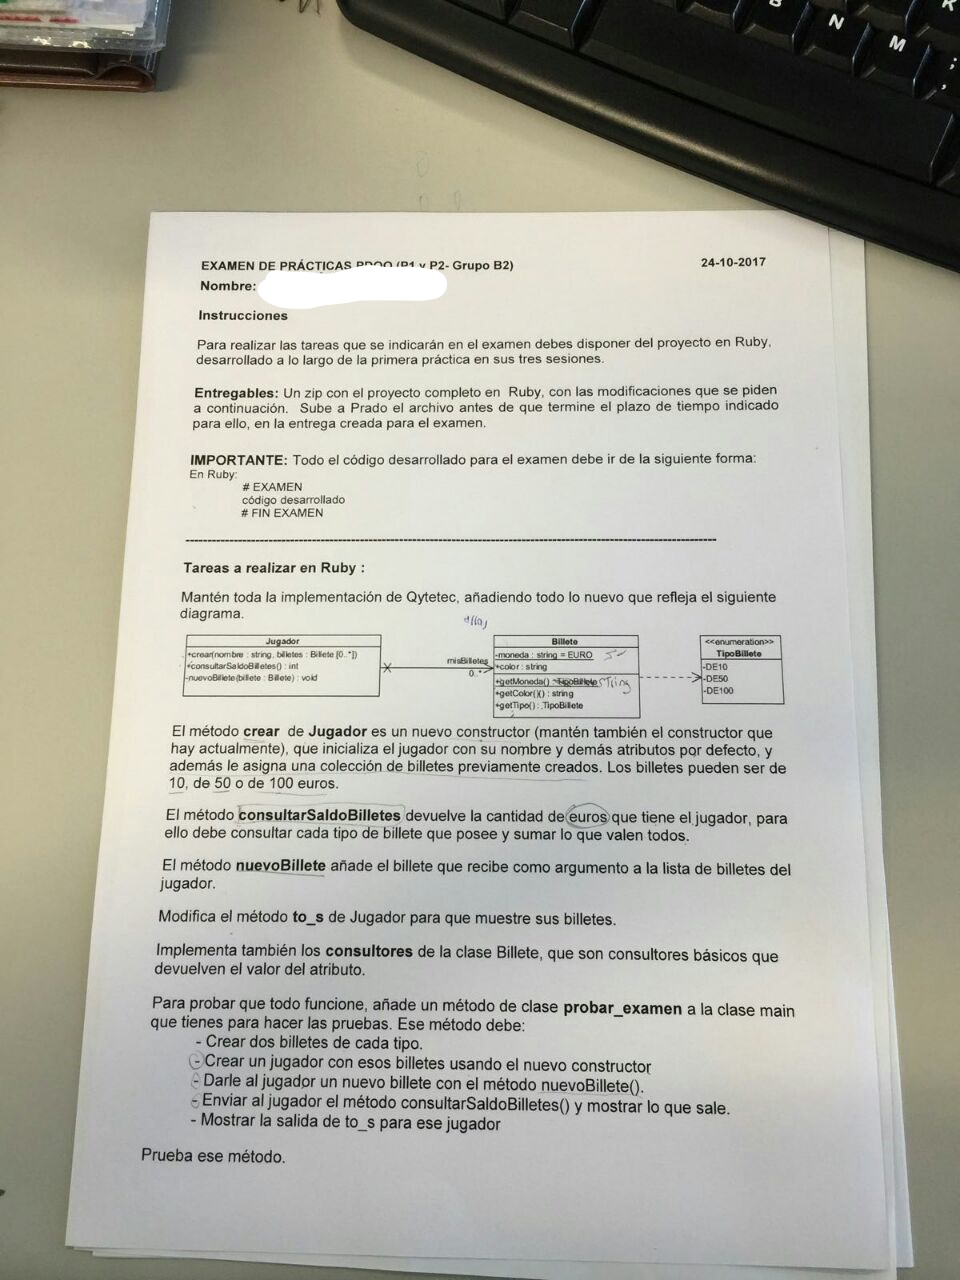 B
N
M
;
EXAMEN DE PRÁCTICAS PDOO (P1 y P2- Grupo B2)
24-10-2017
Nombre:
Instrucciones
Para realizar las tareas que se indicarán en el examen debes disponer del proyecto en Ruby,
desarrollado a lo largo de la primera práctica en sus tres sesiones.
Entregables: Un zip con el proyecto completo en Ruby, con las modificaciones que se piden
a continuación. Sube a Prado el archivo antes de que termine el plazo de tiempo indicado
para ello, en la entrega creada para el examen.
IMPORTANTE: Todo el código desarrollado para el examen debe ir de la siguiente forma:
En Ruby:
# EXAMEN
código desarrollado
# FIN EXAMEN
Tareas a realizar en Ruby :
Mantén toda la implementación de Qytetec, añadiendo todo lo nuevo que refleja el siguiente
diagrama.
Jugador
+crear(nombre : string, billetes : Billete [0..*])
+consultarSaldoBilletes() : int
-nuevoBillete(billete : Billete) : void
misBilletes
0..*
Billete
-moneda : string = EURO
+color : string
+getMoneda() : TipoBillete String
+getColor()() : string
+getTipo() : TipoBillete
<<enumeration>>
TipoBillete
-DE10
-DE50
-DE100
El método crear de Jugador es un nuevo constructor (mantén también el constructor que
hay actualmente), que inicializa el jugador con su nombre y demás atributos por defecto, y
además le asigna una colección de billetes previamente creados. Los billetes pueden ser de
10, de 50 o de 100 euros.
El método consultarSaldoBilletes devuelve la cantidad de euros que tiene el jugador, para
ello debe consultar cada tipo de billete que posee y sumar lo que valen todos.
El método nuevoBillete añade el billete que recibe como argumento a la lista de billetes del
jugador.
Modifica el método to_s de Jugador para que muestre sus billetes.
Implementa también los consultores de la clase Billete, que son consultores básicos que
devuelven el valor del atributo.
Para probar que todo funcione, añade un método de clase probar_examen a la clase main
que tienes para hacer las pruebas. Ese método debe:
- Crear dos billetes de cada tipo.
- Crear un jugador con esos billetes usando el nuevo constructor
- Darle al jugador un nuevo billete con el método nuevoBillete().
- Enviar al jugador el método consultarSaldoBilletes() y mostrar lo que sale.
- Mostrar la salida de to_s para ese jugador
Prueba ese método.